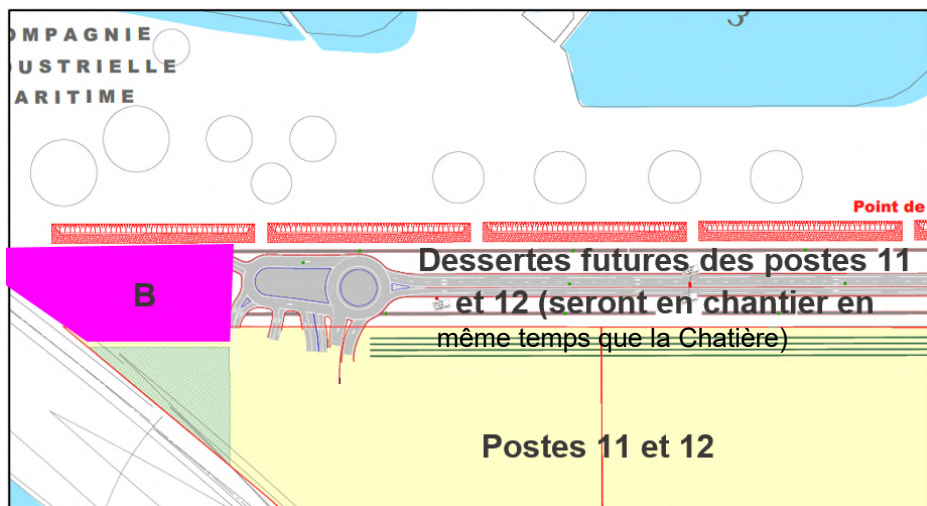 OMPAGNIE
DUSTRIELLE
ARITIME
3
Point de
B
Dessertes futures des postes 11
et 12 (seront en chantier en
même temps que la Chatière)
Postes 11 et 12